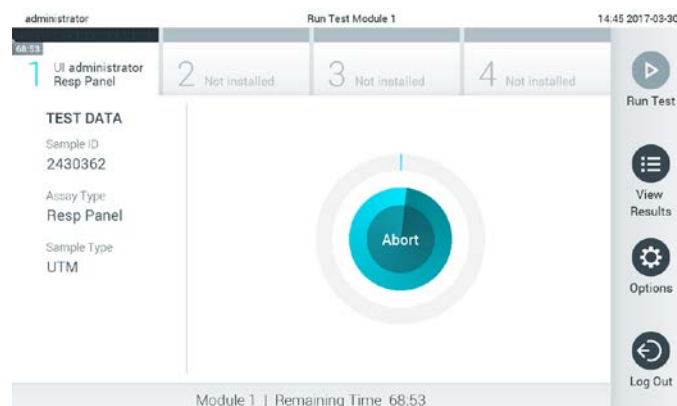 administrator Run Test Module 1 14:45 2017-03-30
68:53
1 UI administrator
Resp Panel
2 Not installed
3 Not installed
4 Not installed
Run Test
TEST DATA
Sample ID
2430362
Assay Type
Resp Panel
Sample Type
UTM
Abort
View
Results
Options
Log Out
Module 1 | Remaining Time 68:53